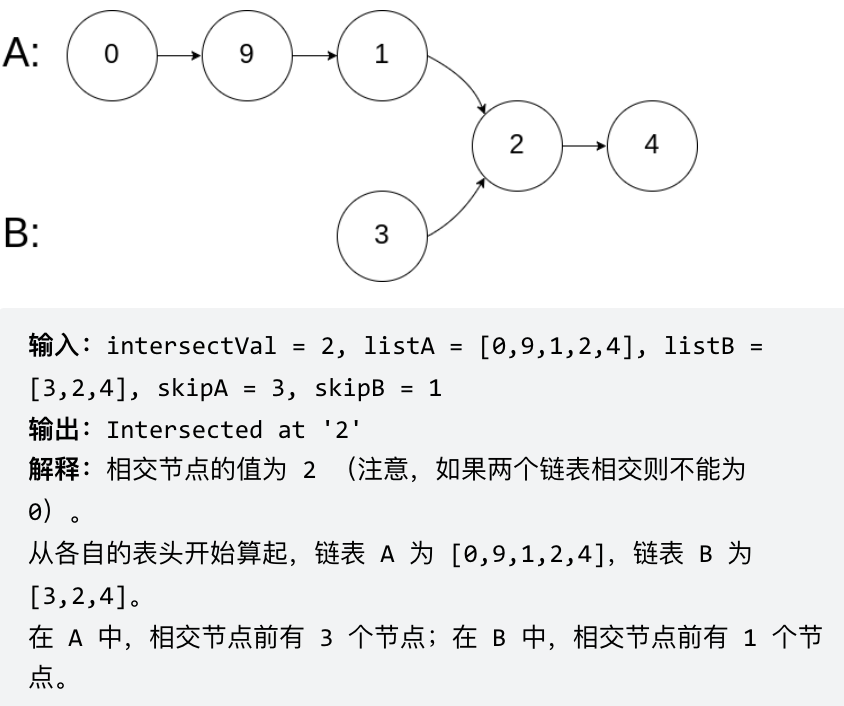 A: 0 9 1
2 4
B: 3
输入：intersectVal = 2, listA = [0,9,1,2,4], listB =
[3,2,4], skipA = 3, skipB = 1
输出：Intersected at '2'
解释：相交节点的值为 2 （注意，如果两个链表相交则不能为
0）。
从各自的表头开始算起，链表 A 为 [0,9,1,2,4]，链表 B 为
[3,2,4]。
在 A 中，相交节点前有 3 个节点；在 B 中，相交节点前有 1 个节
点。